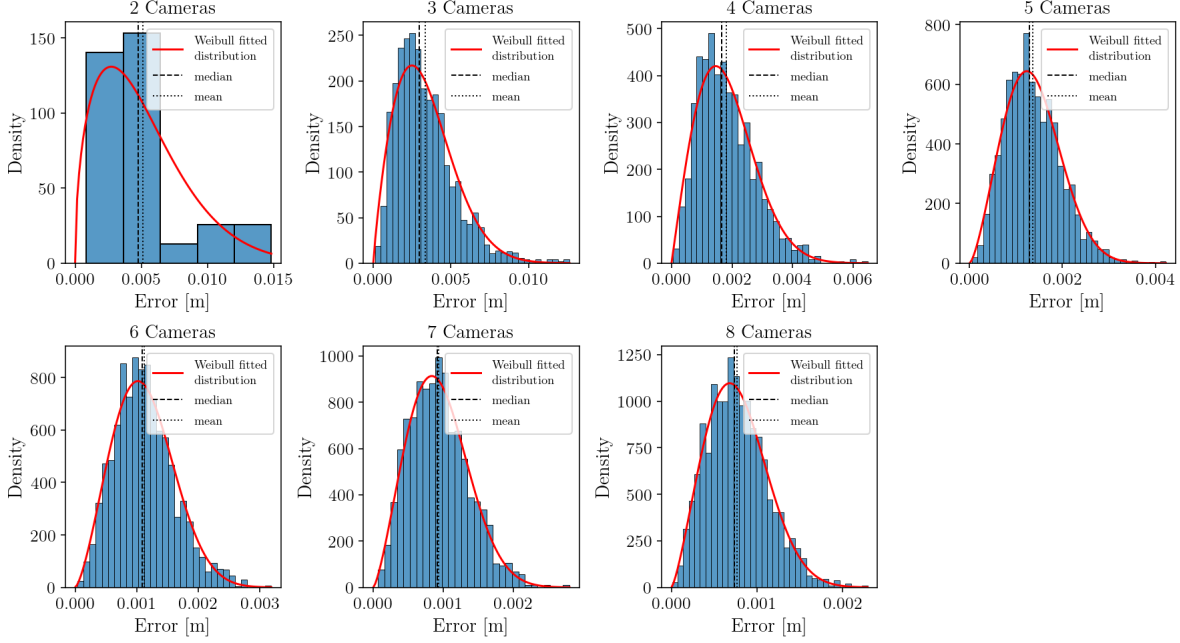 2 Cameras
150
100
50
0
Density
0.000
0.005
0.010
0.015
Error [m]
Weibull fitted
distribution
median
mean
3 Cameras
250
200
150
100
50
0
Density
0.000
0.005
0.010
Error [m]
Weibull fitted
distribution
median
mean
4 Cameras
500
400
300
200
100
0
Density
0.000
0.002
0.004
0.006
Error [m]
Weibull fitted
distribution
median
mean
5 Cameras
800
600
400
200
0
Density
0.000
0.002
0.004
Error [m]
Weibull fitted
distribution
median
mean
6 Cameras
800
600
400
200
0
Density
0.000
0.001
0.002
0.003
Error [m]
Weibull fitted
distribution
median
mean
7 Cameras
1000
800
600
400
200
0
Density
0.000
0.001
0.002
Error [m]
Weibull fitted
distribution
median
mean
8 Cameras
1250
1000
750
500
250
0
Density
0.000
0.001
0.002
Error [m]
Weibull fitted
distribution
median
mean